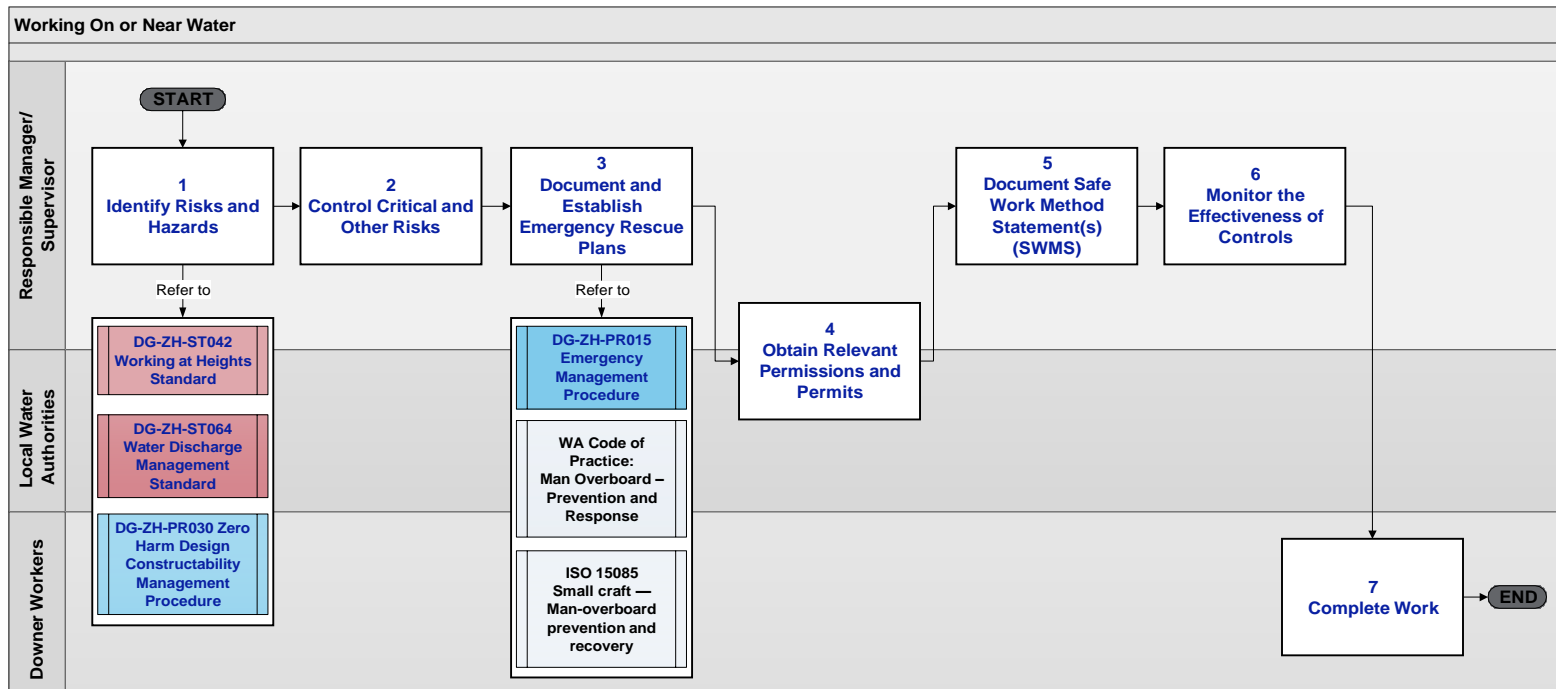 Working On or Near Water
Responsible Manager/
Supervisor
START
1
Identify Risks and
Hazards
2
Control Critical and
Other Risks
3
Document and
Establish
Emergency Rescue
Plans
5
Document Safe
Work Method
Statement(s)
(SWMS)
6
Monitor the
Effectiveness of
Controls
Refer to
Refer to
4
Obtain Relevant
Permissions and
Permits
DG-ZH-ST042
Working at Heights
Standard
DG-ZH-ST064
Water Discharge
Management
Standard
DG-ZH-PR030 Zero
Harm Design
Constructability
Management
Procedure
DG-ZH-PR015
Emergency
Management
Procedure
WA Code of
Practice:
Man Overboard –
Prevention and
Response
ISO 15085
Small craft —
Man-overboard
prevention and
recovery
Local Water
Authorities
Downer Workers
7
Complete Work
END